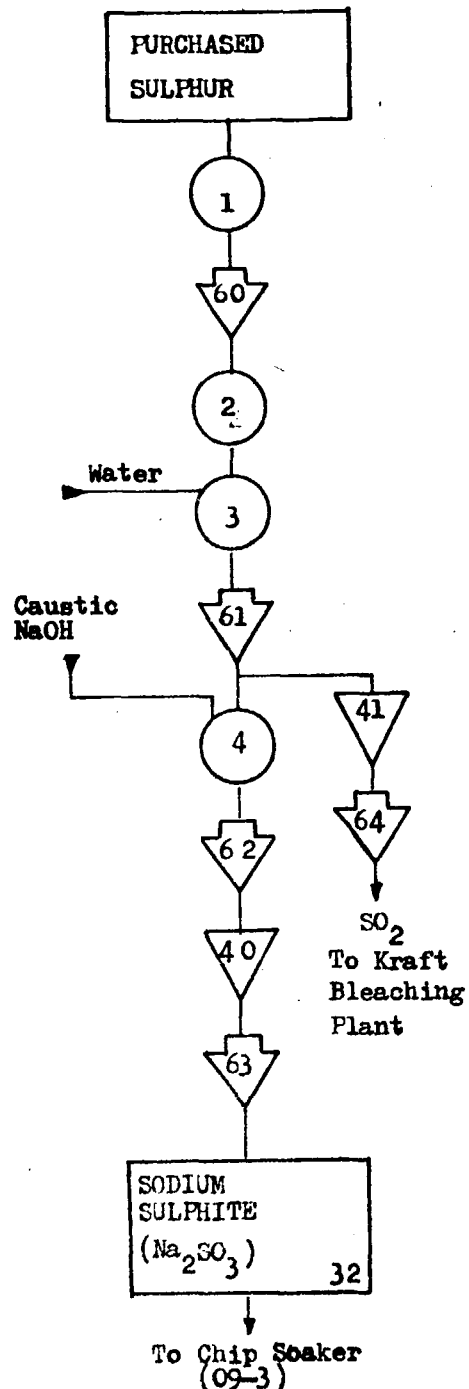 PURCHASED
SULPHUR
1
60
2
Water
3
61
Caustic
NaOH
4
41
64
62
SO2
To Kraft
Bleaching
Plant
40
63
SODIUM
SULPHITE
(Na2SO3)
32
To Chip Soaker
(09-3)